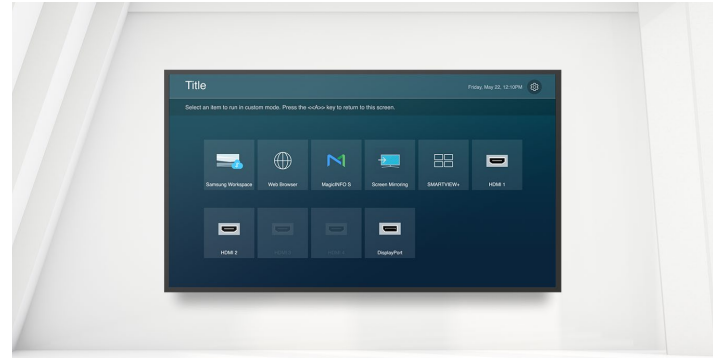 Title
Friday, May 22, 12:10PM
Select an item to run in custom mode. Press the <<A>> key to return to this screen.
Samsung Workspace
Web Browser
MagicINFO S
Screen Mirroring
SMARTVIEW+
HDMI 1
HDMI 2
DisplayPort